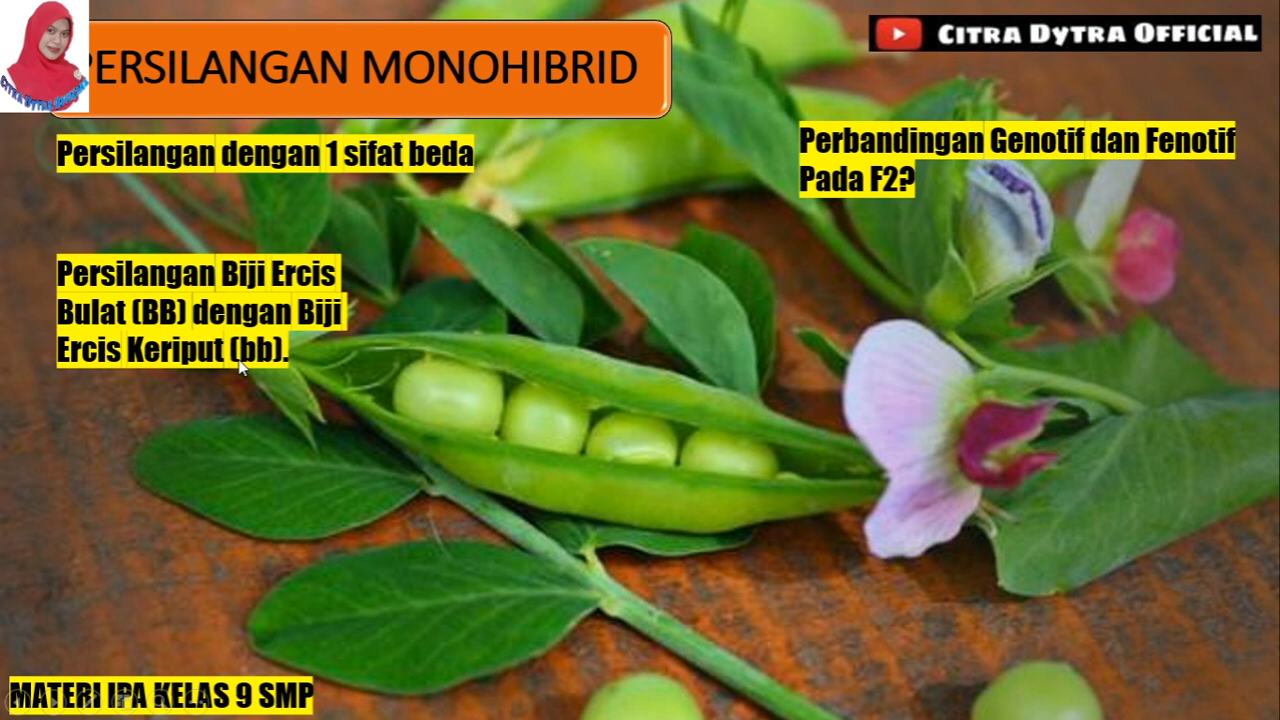 PERSILANGAN MONOHIBRID
CITRA DYTRA OFFICIAL
Persilangan dengan 1 sifat beda
Perbandingan Genotif dan Fenotif
Pada F2?
Persilangan Biji Ercis
Bulat (BB) dengan Biji
Ercis Keriput (bb).
MATERI IPA KELAS 9 SMP